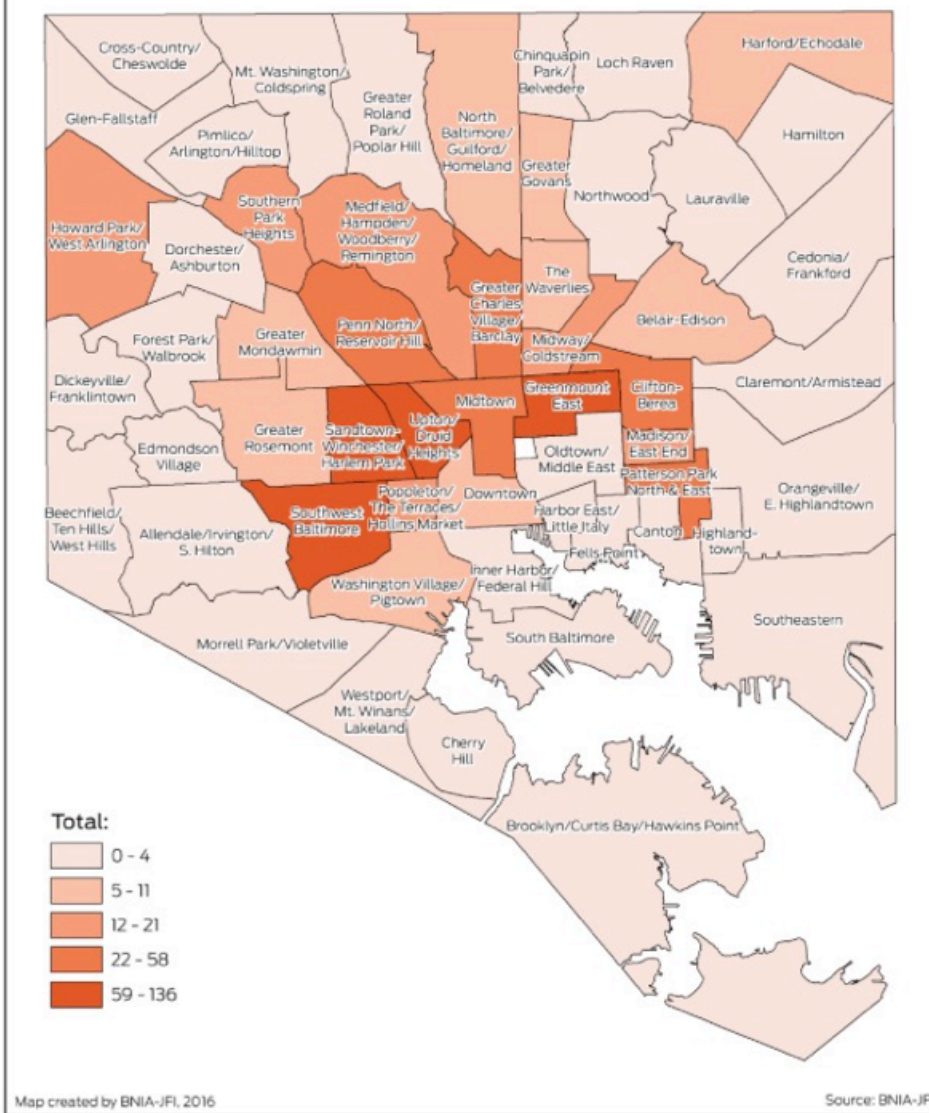 Cross-Country/
Cheswolde
Mt. Washington/
Coldspring
Greater
Roland
Park/
Poplar Hill
North
Baltimore/
Guilford/
Homeland
Chinquapin
Park/
Belvedere
Loch Raven
Harford/Echodale
Glen-Fallstaff
Pimlico/
Arlington/Hilltop
Greater
Govans
Northwood
Lauraville
Hamilton
Howard Park/
West Arlington
Dorchester/
Ashburton
Southern
Park
Heights
Medfield/
Hampden/
Woodberry/
Remington
Cedonia/
Frankford
Greater
Charles
Village/
Barclay
The
Waverlies
Forest Park/
Walbrook
Greater
Mondawmin
Penn North/
Reservoir Hill
Midway/
Coldstream
Belair-Edison
Dickeyville/
Franklintown
Midtown
Greenmount
East
Clifton-
Berea
Claremont/Armistead
Edmondson
Village
Greater
Rosemont
Sandtown-
Winchester/
Harlem Park
Upton/
Druid
Heights
Oldtown/
Middle East
Madison/
East End
Patterson Park
North & East
Orangeville/
E. Highlandtown
Beechfield/
Ten Hills/
West Hills
Allendale/Irvington/
S. Hilton
Southwest
Baltimore
Poppleton/
The Terraces/
Hollins Market
Downtown
Harbor East/
Little Italy
Fells Point
Canton
Highland-
town
Washington Village/
Pigtown
Inner Harbor/
Federal Hill
South Baltimore
Southeastern
Morrell Park/Violetville
Westport/
Mt. Winans/
Lakeland
Cherry
Hill
Brooklyn/Curtis Bay/Hawkins Point
Total:
0 - 4
5 - 11
12 - 21
22 - 58
59 - 136
Map created by BNIA-JFI, 2016
Source: BNIA-JF